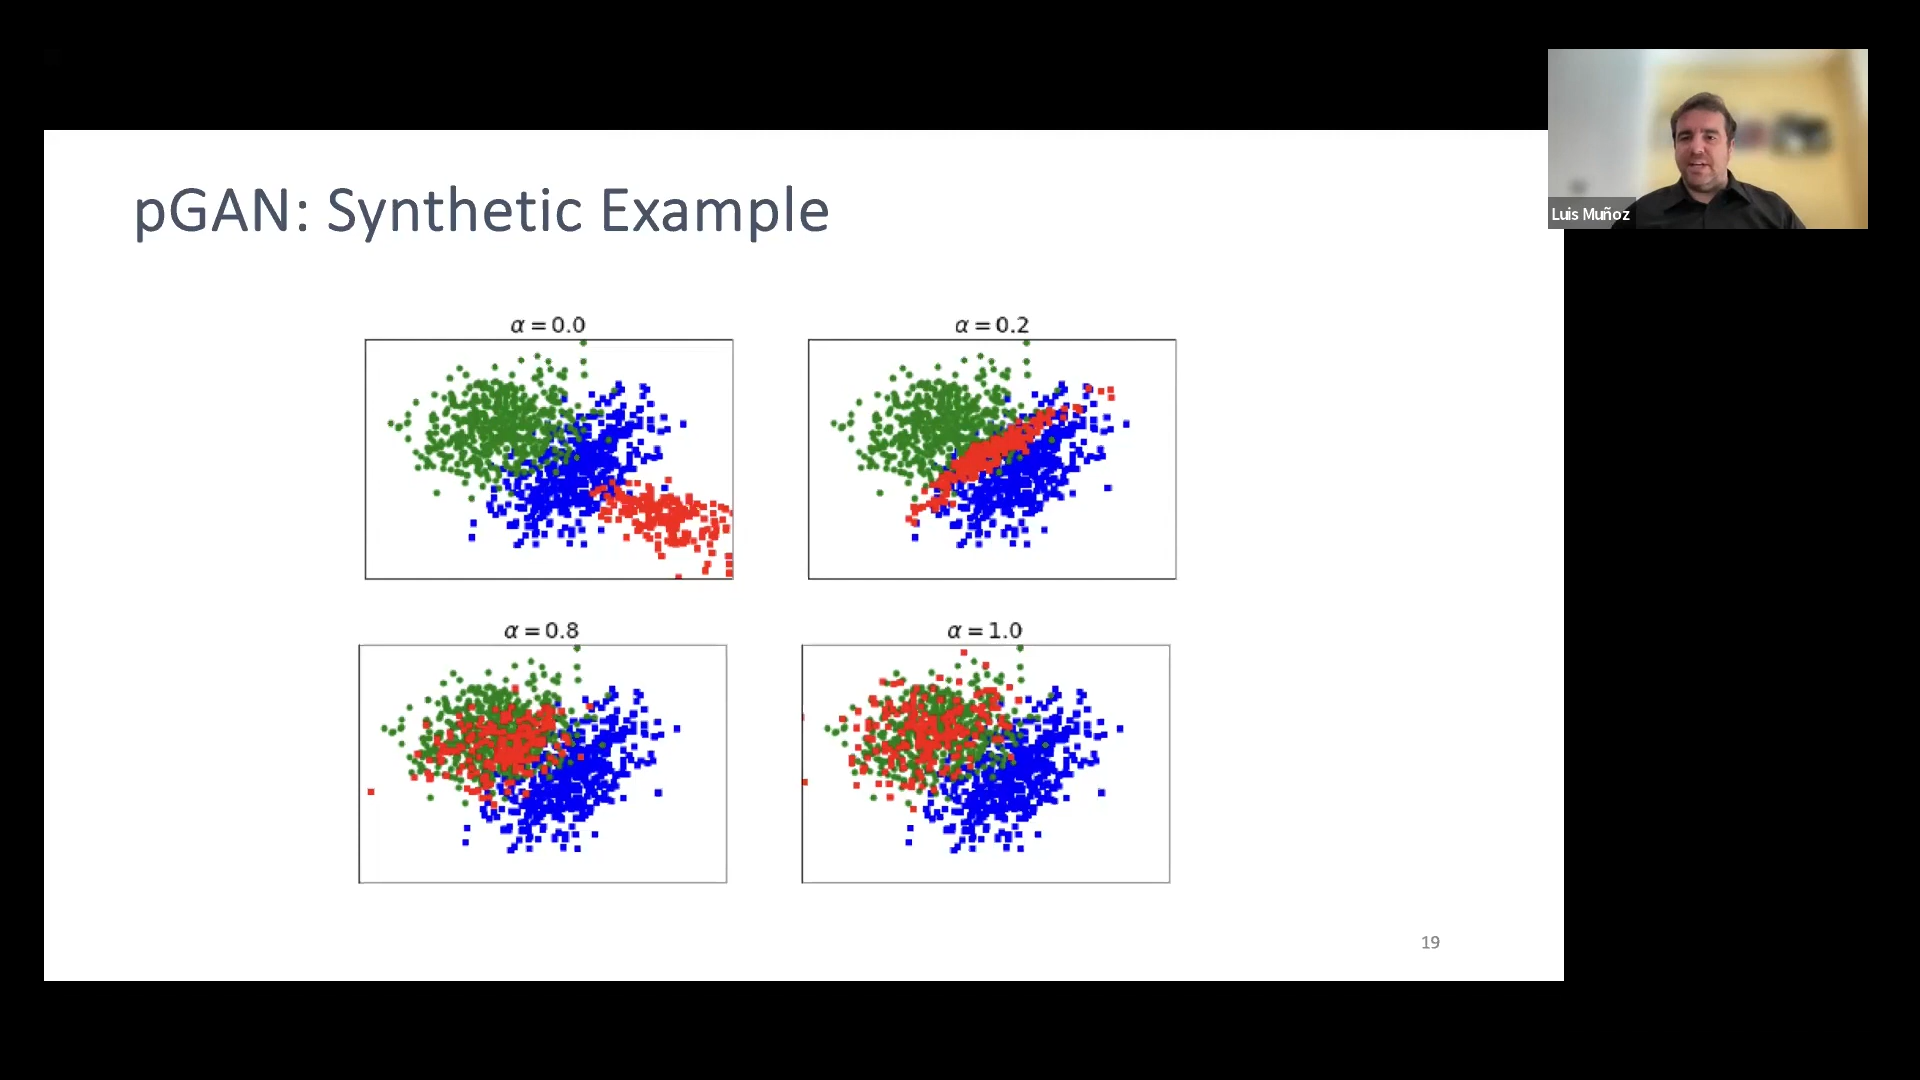 pGAN: Synthetic Example
Luis Muñoz
α = 0.0
α = 0.2
α = 0.8
α = 1.0
19